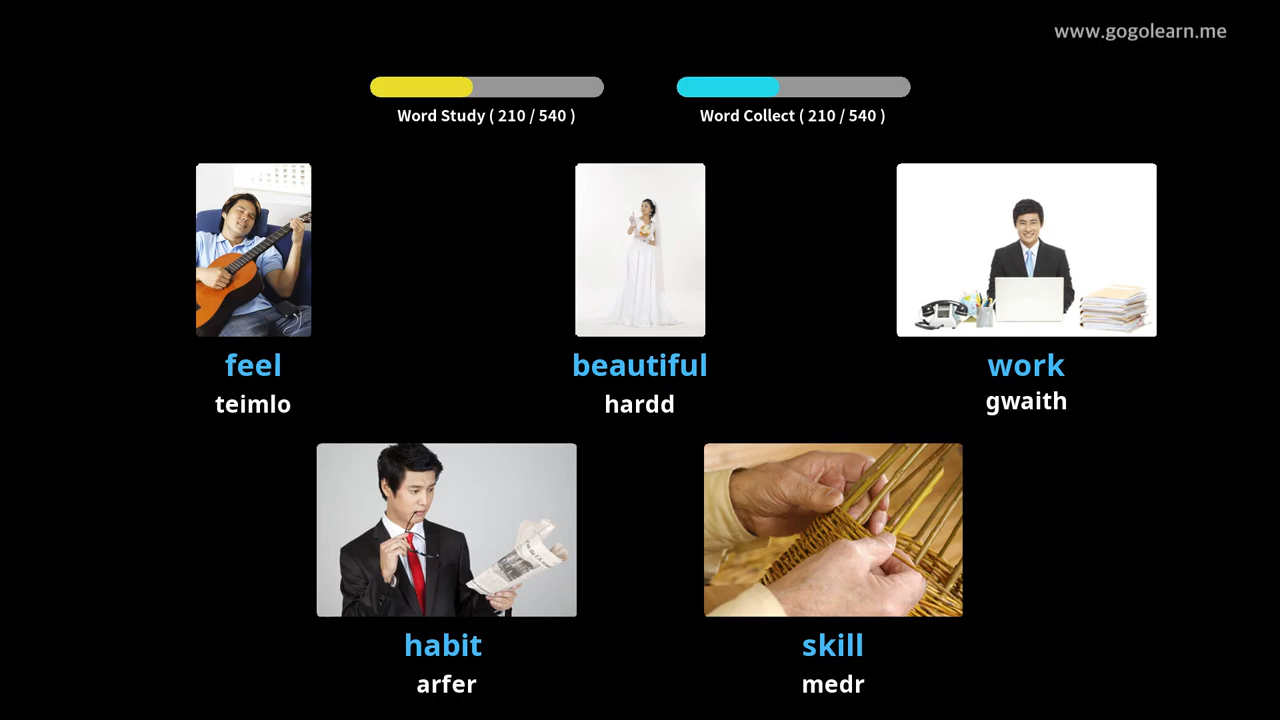 www.gogolearn.me
Word Study ( 210 / 540 )
Word Collect ( 210 / 540 )
feel
teimlo
beautiful
hardd
work
gwaith
habit
arfer
skill
medr